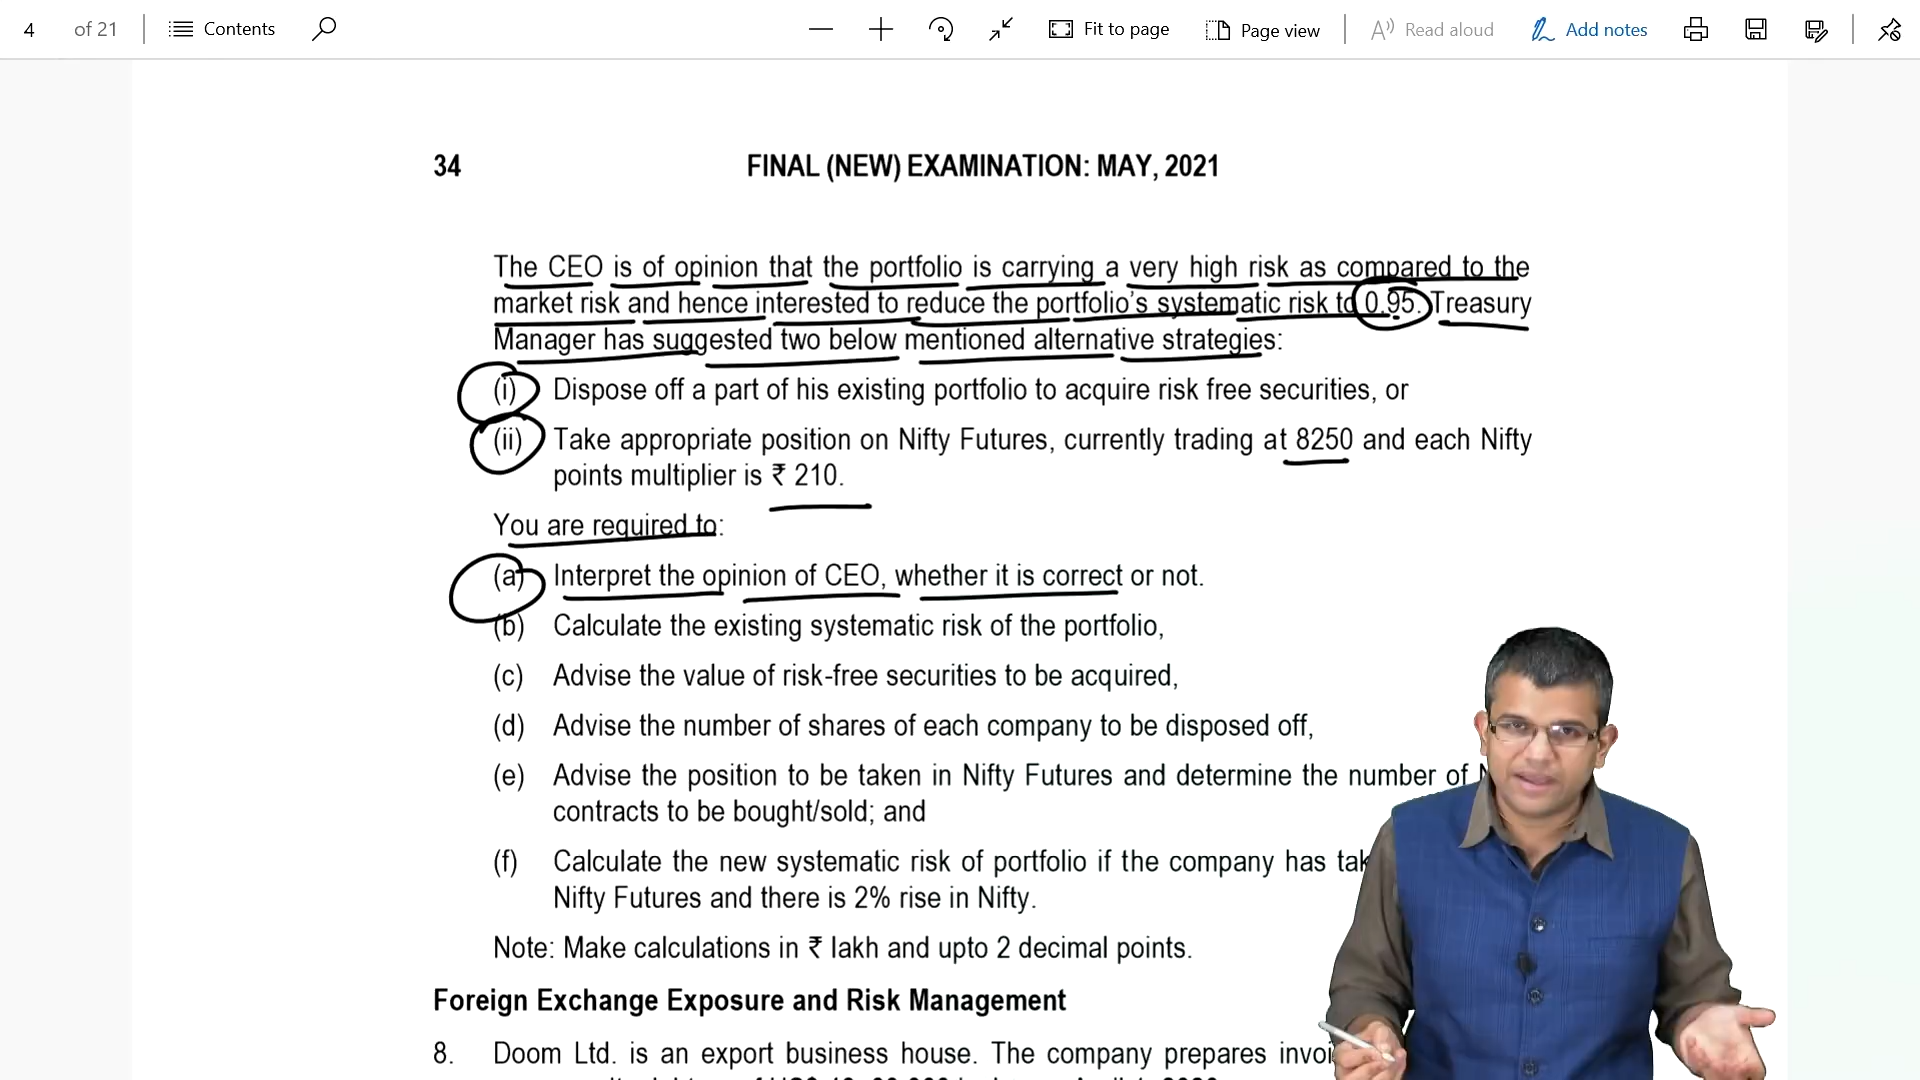 4 of 21 Contents Fit to page Page view Read aloud Add notes
34 FINAL (NEW) EXAMINATION: MAY, 2021
The CEO is of opinion that the portfolio is carrying a very high risk as compared to the
market risk and hence interested to reduce the portfolio's systematic risk to 0.95. Treasury
Manager has suggested two below mentioned alternative strategies:
(i) Dispose off a part of his existing portfolio to acquire risk free securities, or
(ii) Take appropriate position on Nifty Futures, currently trading at 8250 and each Nifty
points multiplier is ₹ 210.
You are required to:
(a) Interpret the opinion of CEO, whether it is correct or not.
(b) Calculate the existing systematic risk of the portfolio,
(c) Advise the value of risk-free securities to be acquired,
(d) Advise the number of shares of each company to be disposed off,
(e) Advise the position to be taken in Nifty Futures and determine the number of
contracts to be bought/sold; and
(f) Calculate the new systematic risk of portfolio if the company has
Nifty Futures and there is 2% rise in Nifty.
Note: Make calculations in ₹ lakh and upto 2 decimal points.
Foreign Exchange Exposure and Risk Management
8. Doom Ltd. is an export business house. The company prepares